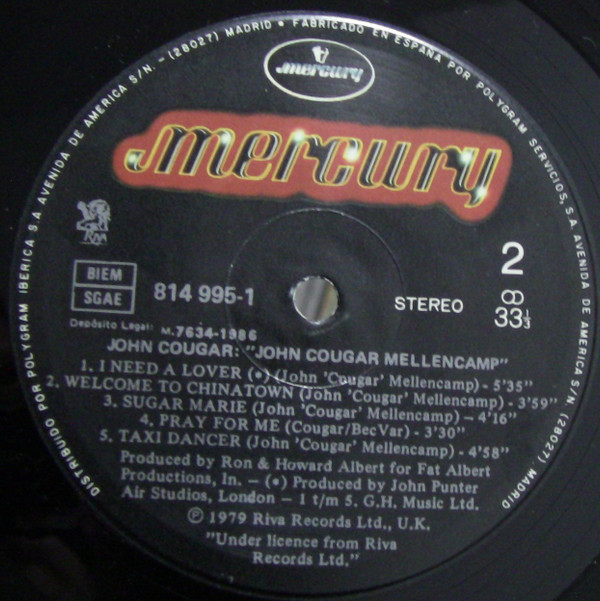 DISTRIBUIDO POR POLYGRAM IBERICA S.A AVENIDA DE AMERICA S/N. - (28027) MADRID • FABRICADO EN ESPAÑA POR POLYGRAM SERVICIOS, S.A. AVENIDA DE AMERICA S/N. (28027) MADRID
mercury
mercury
Riva
BIEM
SGAE
814 995-1
Depósito Legal: M.7634-1986
2
STEREO
33⅓
JOHN COUGAR: "JOHN COUGAR MELLENCAMP"
1. I NEED A LOVER (•) (John 'Cougar' Mellencamp) - 5'35"
2. WELCOME TO CHINATOWN (John 'Cougar' Mellencamp) - 3'59"
3. SUGAR MARIE (John 'Cougar' Mellencamp) – 4'16"
4. PRAY FOR ME (Cougar/BecVar) - 3'30"
5. TAXI DANCER (John 'Cougar' Mellencamp) - 4'58"
Produced by Ron & Howard Albert for Fat Albert
Productions, In. – (•) Produced by John Punter
Air Studios, London – 1 t/m 5. G.H. Music Ltd.
Ⓟ 1979 Riva Records Ltd., U.K.
"Under licence from Riva
Records Ltd."